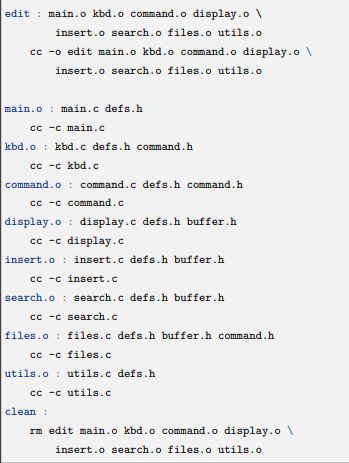 edit : main.o kbd.o command.o display.o \
        insert.o search.o files.o utils.o
    cc -o edit main.o kbd.o command.o display.o \
        insert.o search.o files.o utils.o

main.o : main.c defs.h
    cc -c main.c
kbd.o : kbd.c defs.h command.h
    cc -c kbd.c
command.o : command.c defs.h command.h
    cc -c command.c
display.o : display.c defs.h buffer.h
    cc -c display.c
insert.o : insert.c defs.h buffer.h
    cc -c insert.c
search.o : search.c defs.h buffer.h
    cc -c search.c
files.o : files.c defs.h buffer.h command.h
    cc -c files.c
utils.o : utils.c defs.h
    cc -c utils.c
clean :
    rm edit main.o kbd.o command.o display.o \
        insert.o search.o files.o utils.o